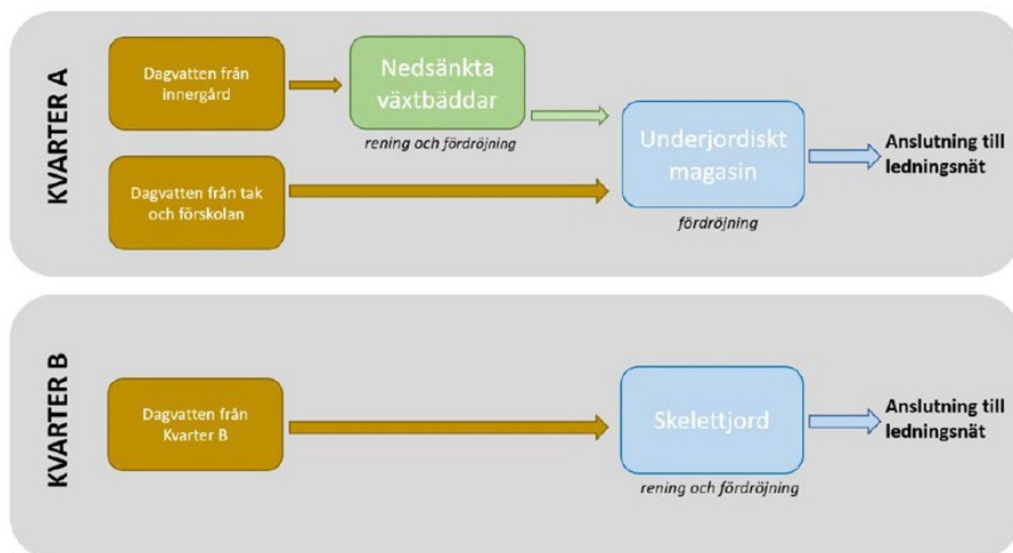 KVARTER A
Dagvatten från
innergård
Nedsänkta
växtbäddar
rening och fördröjning
Dagvatten från tak
och förskolan
Underjordiskt
magasin
fördröjning
Anslutning till
ledningsnät
KVARTER B
Dagvatten från
Kvarter B
Skelettjord
rening och fördröjning
Anslutning till
ledningsnät